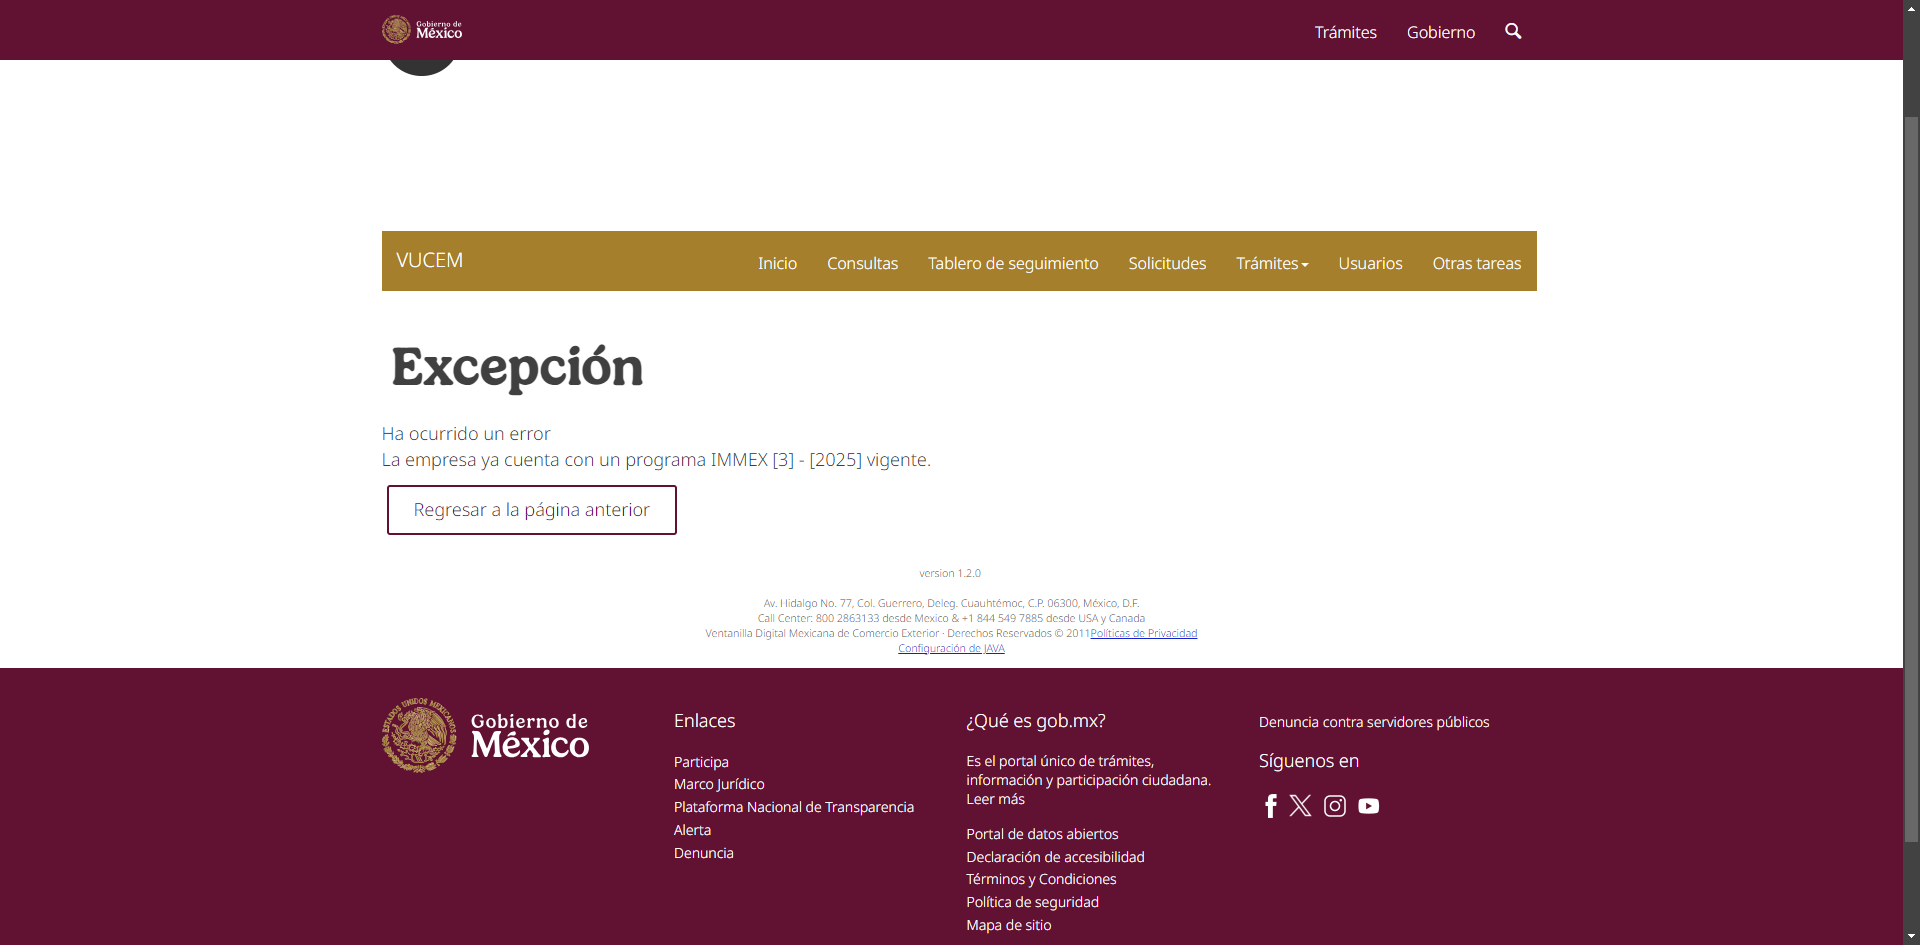 Gobierno de
México
Trámites
Gobierno
VUCEM
Inicio
Consultas
Tablero de seguimiento
Solicitudes
Trámites
Usuarios
Otras tareas
Excepción
Ha ocurrido un error
La empresa ya cuenta con un programa IMMEX [3] - [2025] vigente.
Regresar a la página anterior
version 1.2.0
Av. Hidalgo No. 77, Col. Guerrero, Deleg. Cuauhtémoc, C.P. 06300, México, D.F.
Call Center: 800 2863133 desde Mexico & +1 844 549 7885 desde USA y Canada
Ventanilla Digital Mexicana de Comercio Exterior · Derechos Reservados © 2011Políticas de Privacidad
Configuración de JAVA
ESTADOS UNIDOS MEXICANOS
Gobierno de
México
Enlaces
Participa
Marco Jurídico
Plataforma Nacional de Transparencia
Alerta
Denuncia
¿Qué es gob.mx?
Es el portal único de trámites,
información y participación ciudadana.
Leer más
Portal de datos abiertos
Declaración de accesibilidad
Términos y Condiciones
Política de seguridad
Mapa de sitio
Denuncia contra servidores públicos
Síguenos en